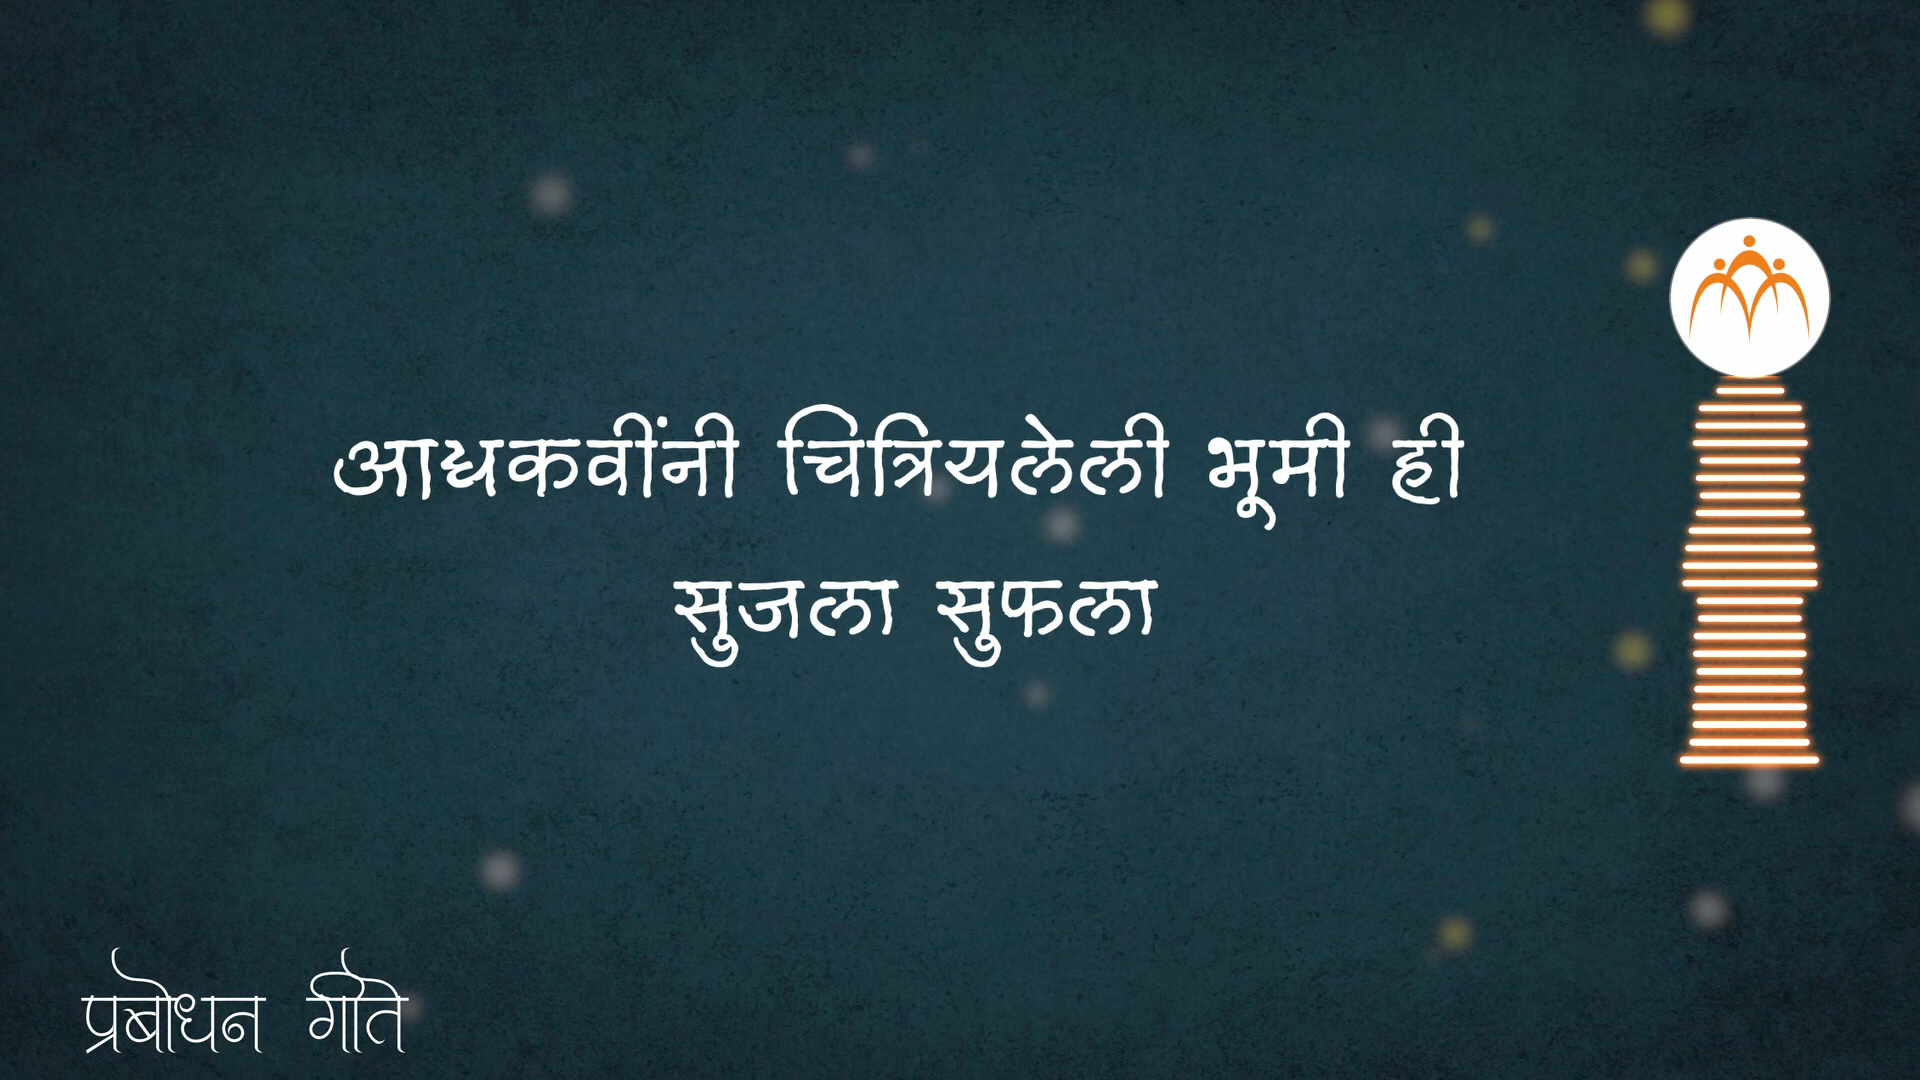 आद्यकवींनी चित्रियलेली भूमी ही
सुजला सुफला
प्रबोधन गीते